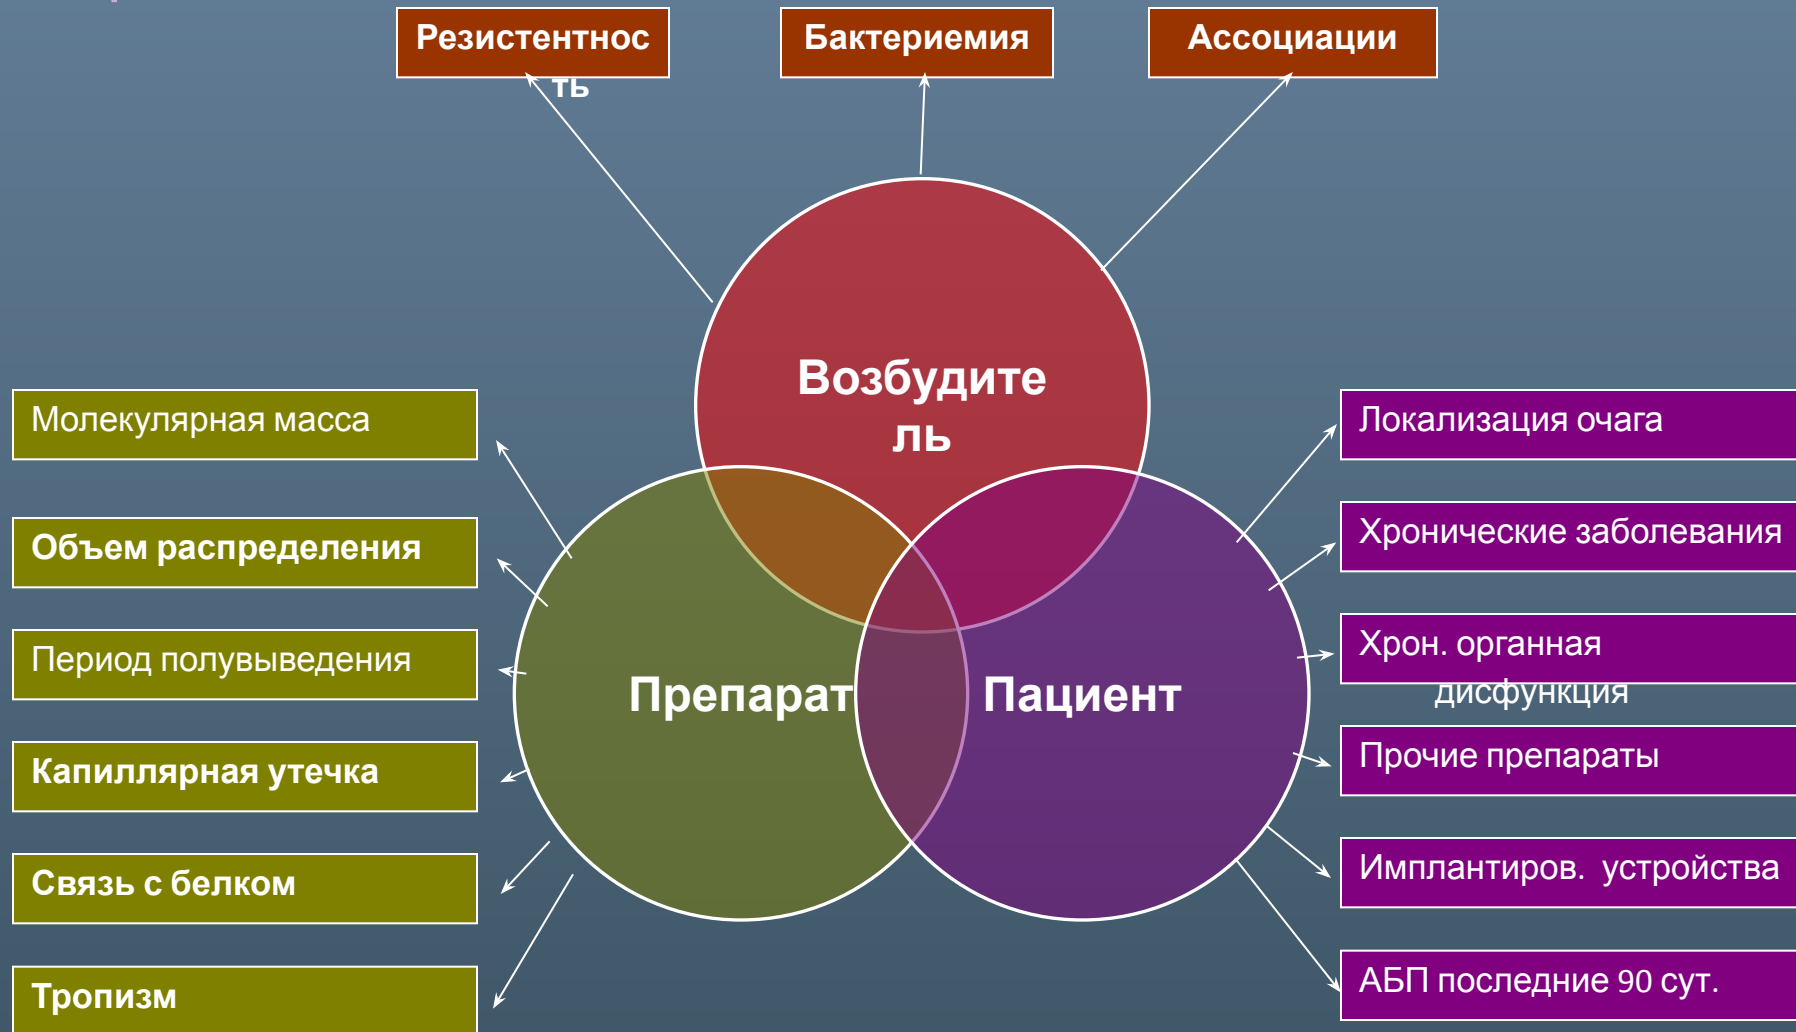 Резистентнос
ть
Бактериемия
Ассоциации
Возбудите
ль
Препарат
Пациент
Молекулярная масса
Объем распределения
Период полувыведения
Капиллярная утечка
Связь с белком
Тропизм
Локализация очага
Хронические заболевания
Хрон. органная
дисфункция
Прочие препараты
Имплантиров. устройства
АБП последние 90 сут.